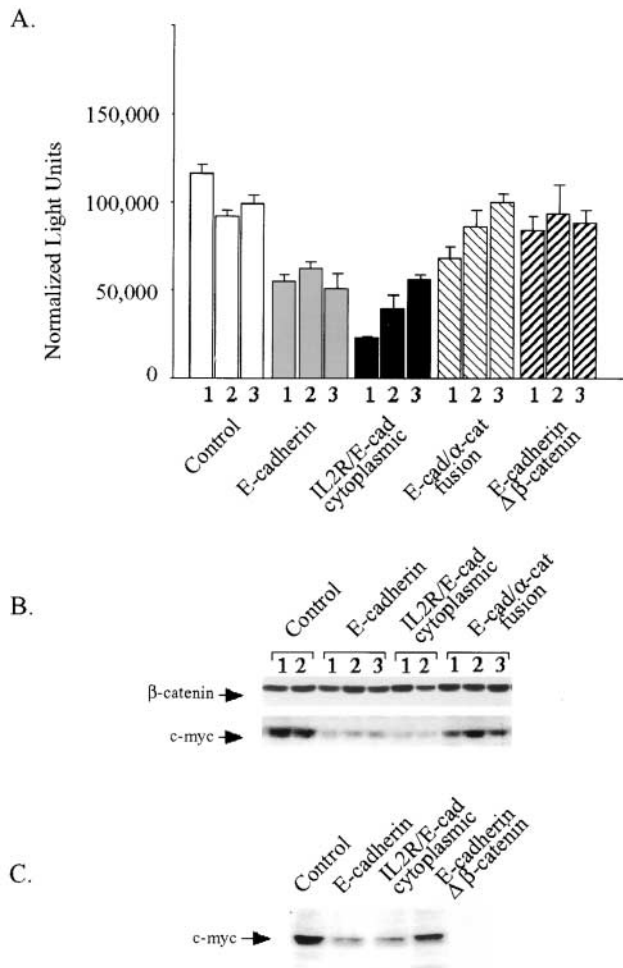 A.
Normalized Light Units
150,000
100,000
50,000
0
1 2 3 1 2 3 1 2 3 1 2 3 1 2 3
Control
E-cadherin
IL2R/E-cad
cytoplasmic
E-cad/α-cat
fusion
E-cadherin
Δ β-catenin
B.
Control
E-cadherin
IL2R/E-cad
cytoplasmic
E-cad/α-cat
fusion
1 2 1 2 3 1 2 1 2 3
β-catenin
c-myc
C.
Control
E-cadherin
IL2R/E-cad
cytoplasmic
E-cadherin
Δ β-catenin
c-myc